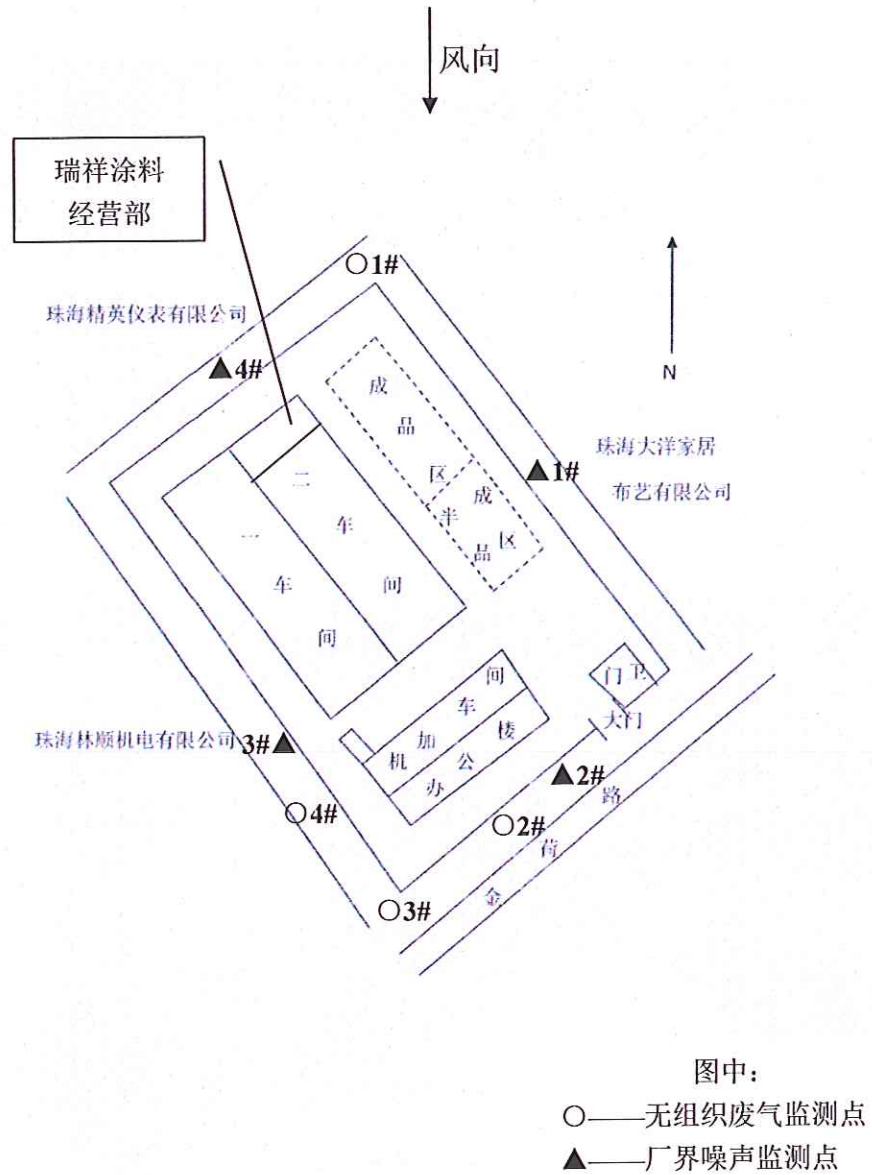 风向
瑞祥涂料
经营部
○1#
珠海精英仪表有限公司
▲4#
N
成品区
珠海大洋家居
布艺有限公司
▲1#
半成品区
二车间
一车间
门卫
大门
机加车间
办公楼
珠海林顺机电有限公司
3#▲
▲2#
○4#
○2#
○3#
金荷路
图中：
○——无组织废气监测点
▲——厂界噪声监测点